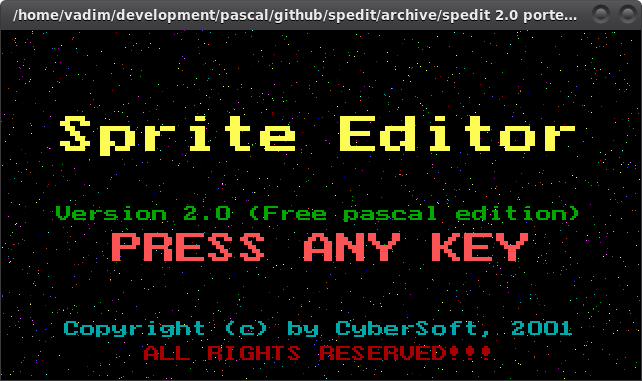 /home/vadim/development/pascal/github/spedit/archive/spedit 2.0 porte...
Sprite Editor
Version 2.0 (Free pascal edition)
PRESS ANY KEY
Copyright (c) by CyberSoft, 2001
ALL RIGHTS RESERVED!!!